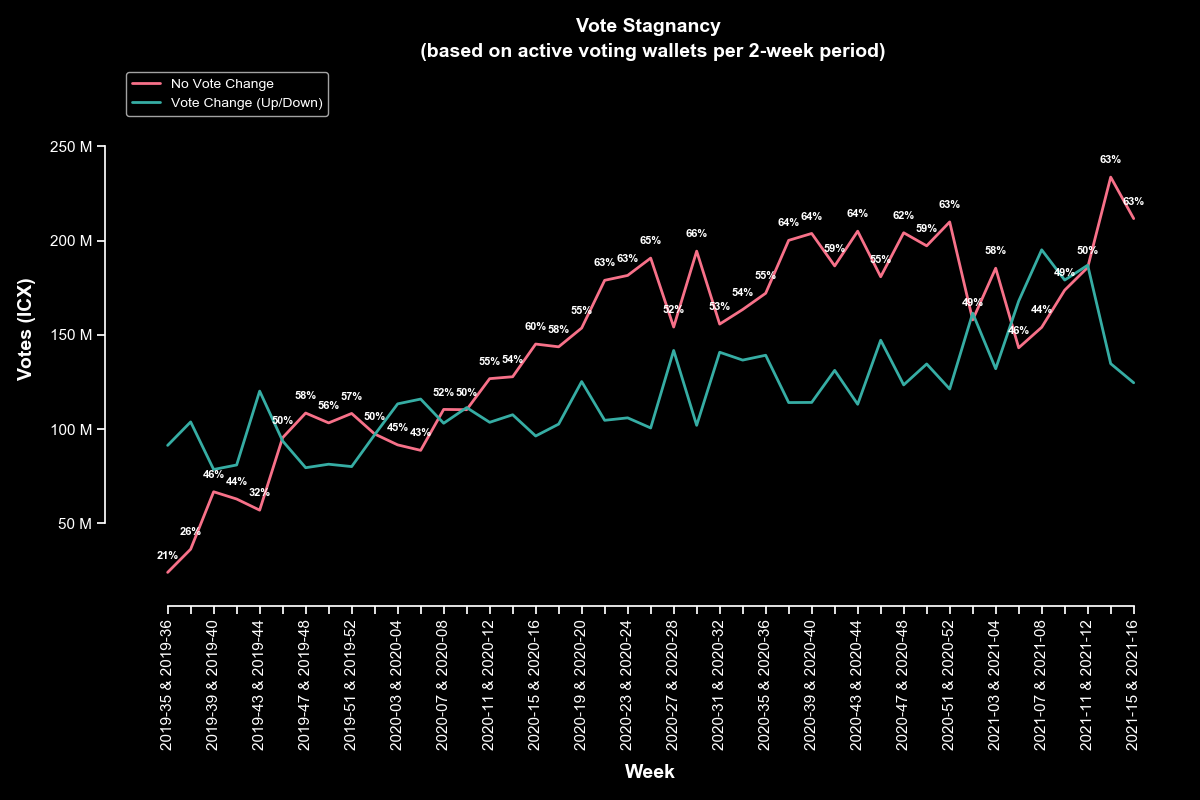 Vote Stagnancy
(based on active voting wallets per 2-week period)
No Vote Change
Vote Change (Up/Down)
Votes (ICX)
250 M
200 M
150 M
100 M
50 M
21%
26%
46%
44%
32%
50%
58%
56%
57%
50%
45%
43%
52%
50%
55%
54%
60%
58%
55%
63%
63%
65%
52%
66%
53%
54%
55%
64%
64%
59%
64%
55%
62%
59%
63%
49%
58%
46%
44%
49%
50%
63%
63%
2019-35 & 2019-36
2019-39 & 2019-40
2019-43 & 2019-44
2019-47 & 2019-48
2019-51 & 2019-52
2020-03 & 2020-04
2020-07 & 2020-08
2020-11 & 2020-12
2020-15 & 2020-16
2020-19 & 2020-20
2020-23 & 2020-24
2020-27 & 2020-28
2020-31 & 2020-32
2020-35 & 2020-36
2020-39 & 2020-40
2020-43 & 2020-44
2020-47 & 2020-48
2020-51 & 2020-52
2021-03 & 2021-04
2021-07 & 2021-08
2021-11 & 2021-12
2021-15 & 2021-16
Week